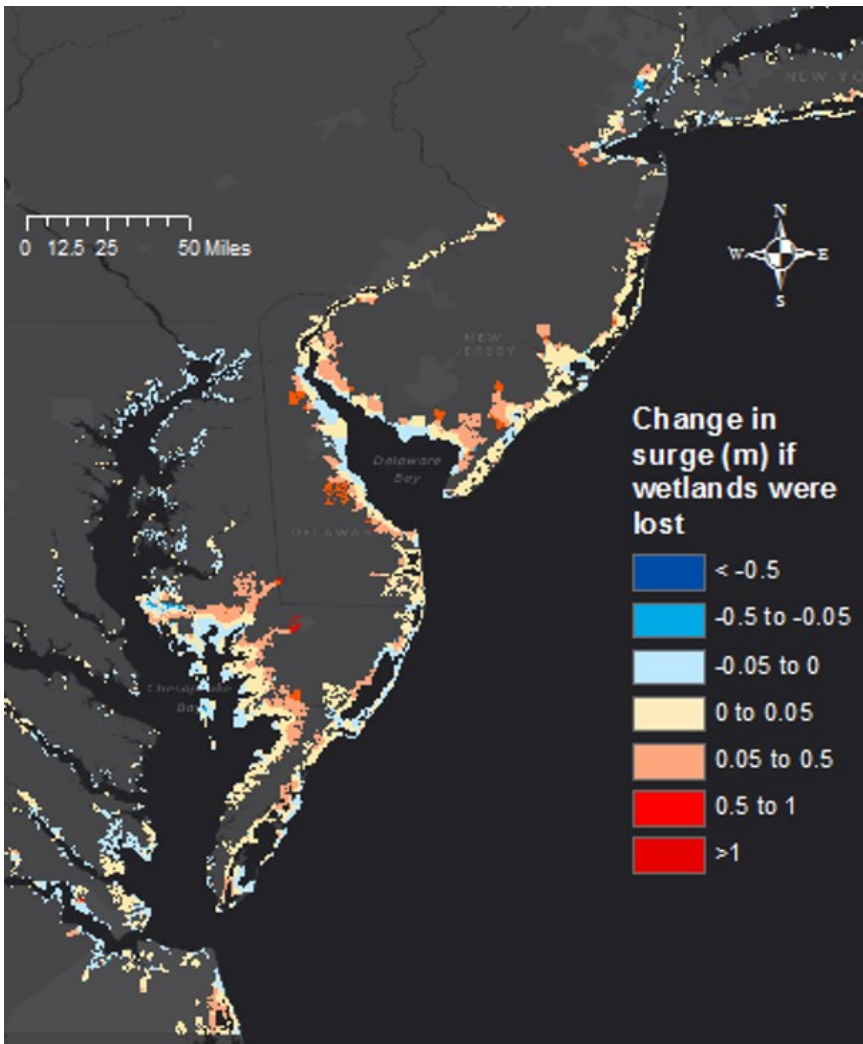 NEW YO
0 12.5 25 50 Miles
N
W E
S
NEW
JERSEY
Delaware
Bay
DELAWAR
Chesapeake
Bay
Change in
surge (m) if
wetlands were
lost
< -0.5
-0.5 to -0.05
-0.05 to 0
0 to 0.05
0.05 to 0.5
0.5 to 1
>1